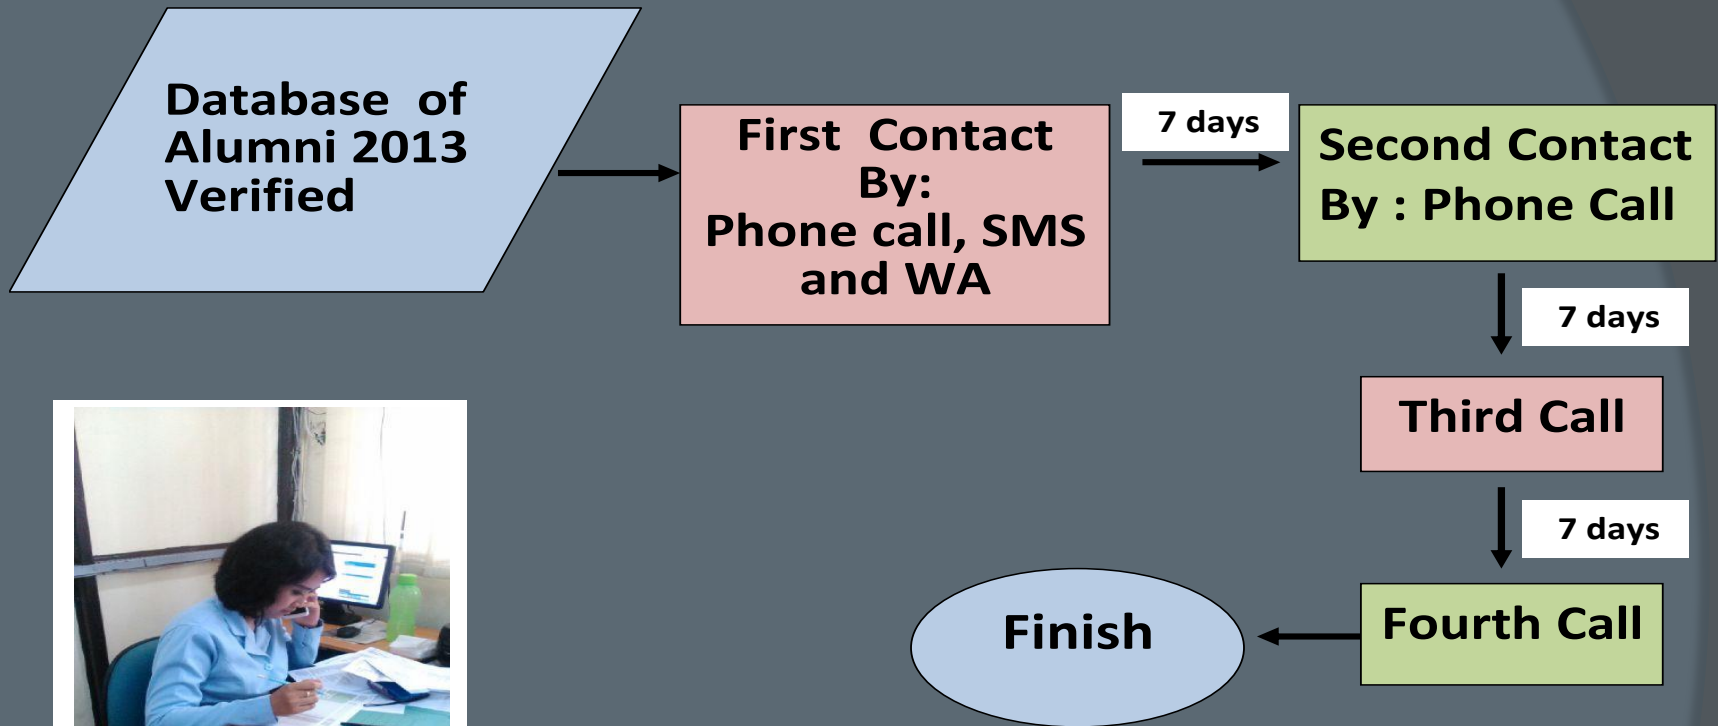 Database of
Alumni 2013
Verified
First Contact
By:
Phone call, SMS
and WA
7 days
Second Contact
By : Phone Call
7 days
Third Call
7 days
Fourth Call
Finish